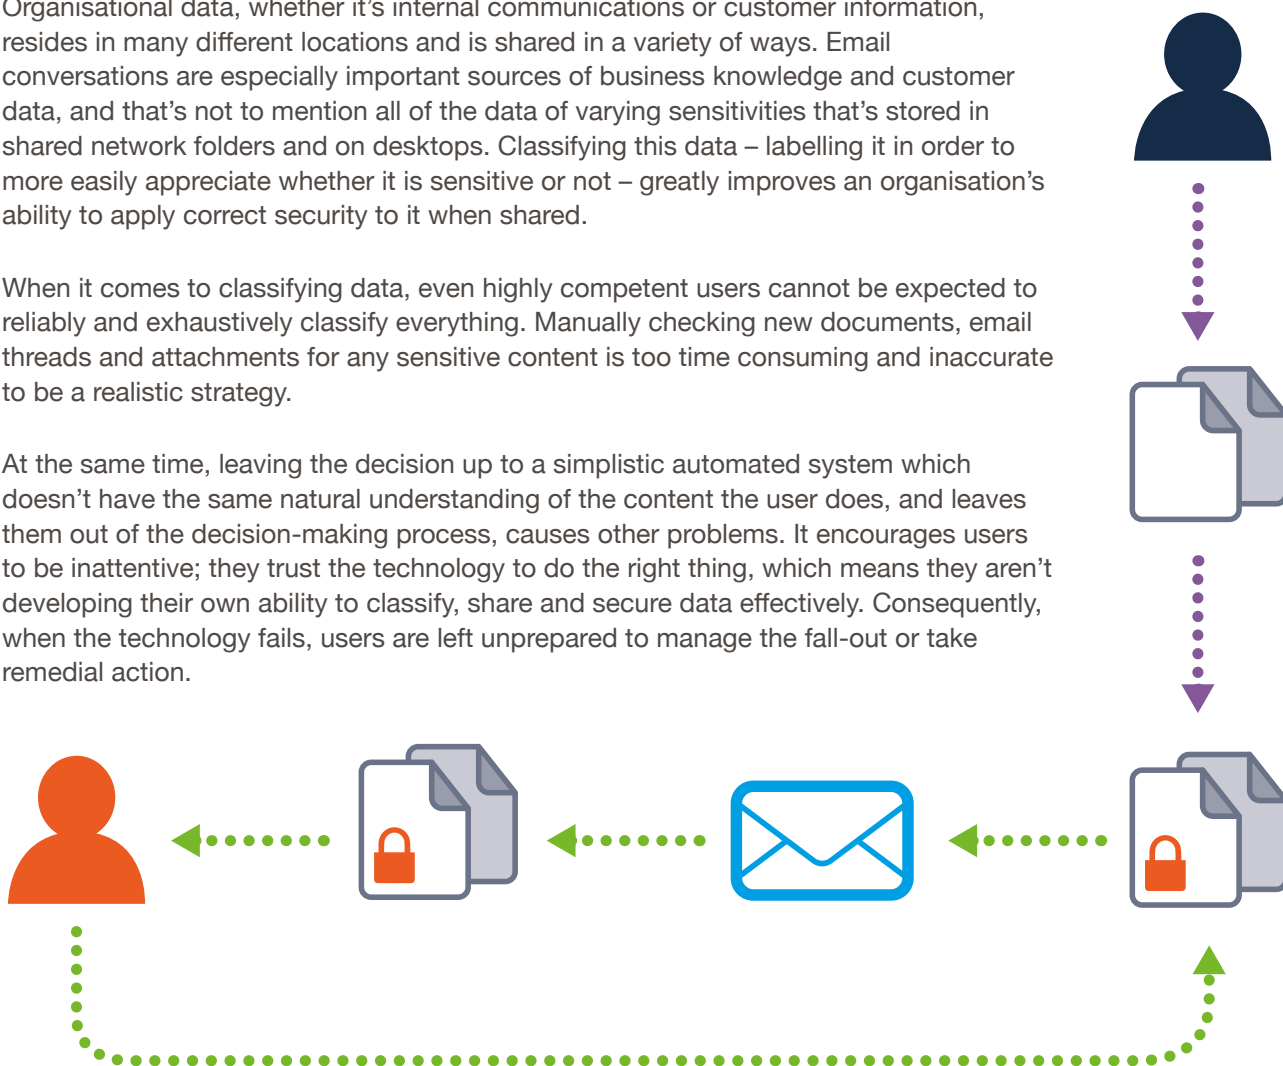 Organisational data, whether it’s internal communications or customer information,
resides in many different locations and is shared in a variety of ways. Email
conversations are especially important sources of business knowledge and customer
data, and that’s not to mention all of the data of varying sensitivities that’s stored in
shared network folders and on desktops. Classifying this data – labelling it in order to
more easily appreciate whether it is sensitive or not – greatly improves an organisation’s
ability to apply correct security to it when shared.
When it comes to classifying data, even highly competent users cannot be expected to
reliably and exhaustively classify everything. Manually checking new documents, email
threads and attachments for any sensitive content is too time consuming and inaccurate
to be a realistic strategy.
At the same time, leaving the decision up to a simplistic automated system which
doesn’t have the same natural understanding of the content the user does, and leaves
them out of the decision-making process, causes other problems. It encourages users
to be inattentive; they trust the technology to do the right thing, which means they aren’t
developing their own ability to classify, share and secure data effectively. Consequently,
when the technology fails, users are left unprepared to manage the fall-out or take
remedial action.